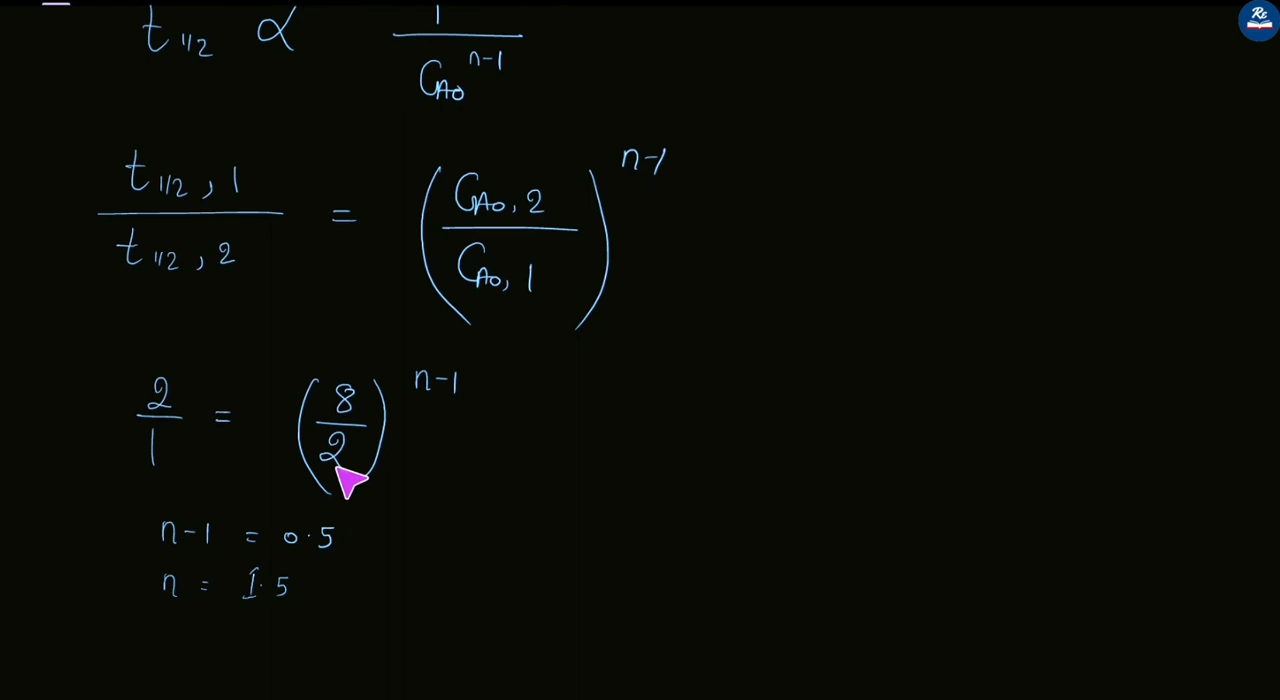 t1/2 ∝ 1 / CA0^n-1
t1/2, 1 / t1/2, 2 = (CA0, 2 / CA0, 1)^n-1
2 / 1 = (8 / 2)^n-1
n-1 = 0.5
n = 1.5
Re